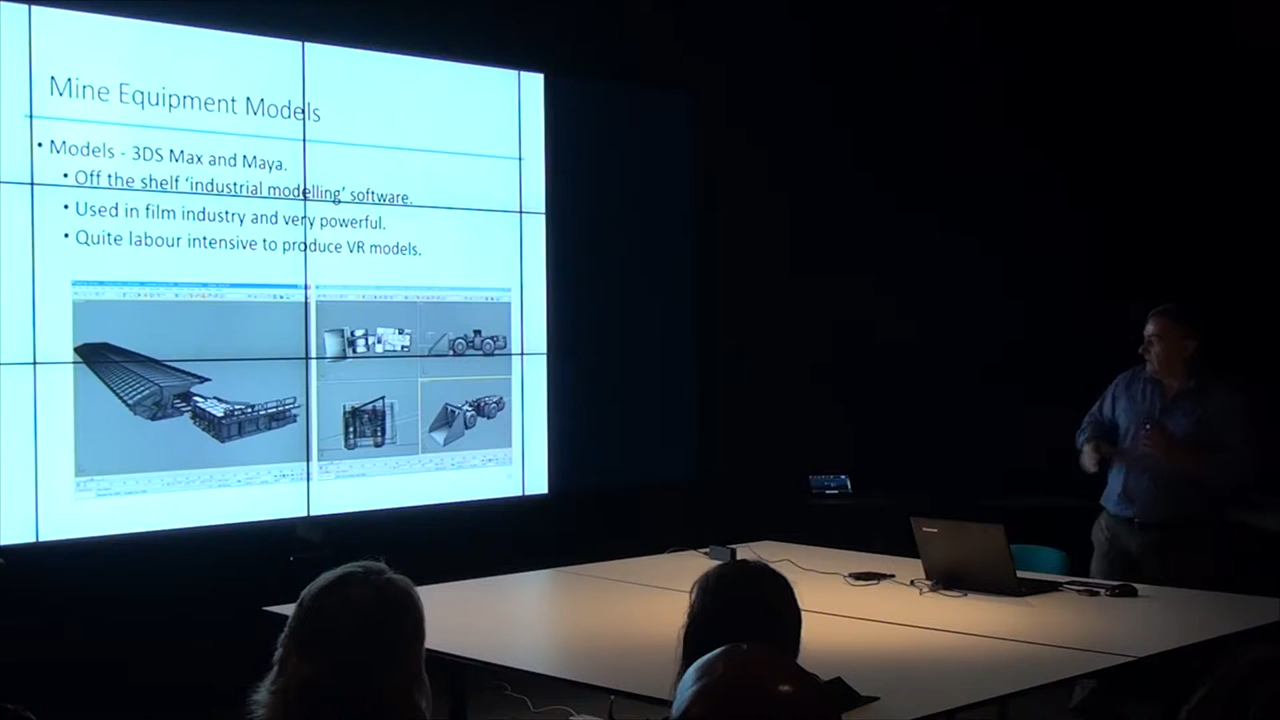 Mine Equipment Models
• Models - 3DS Max and Maya.
• Off the shelf ‘industrial modelling’ software.
• Used in film industry and very powerful.
• Quite labour intensive to produce VR models.